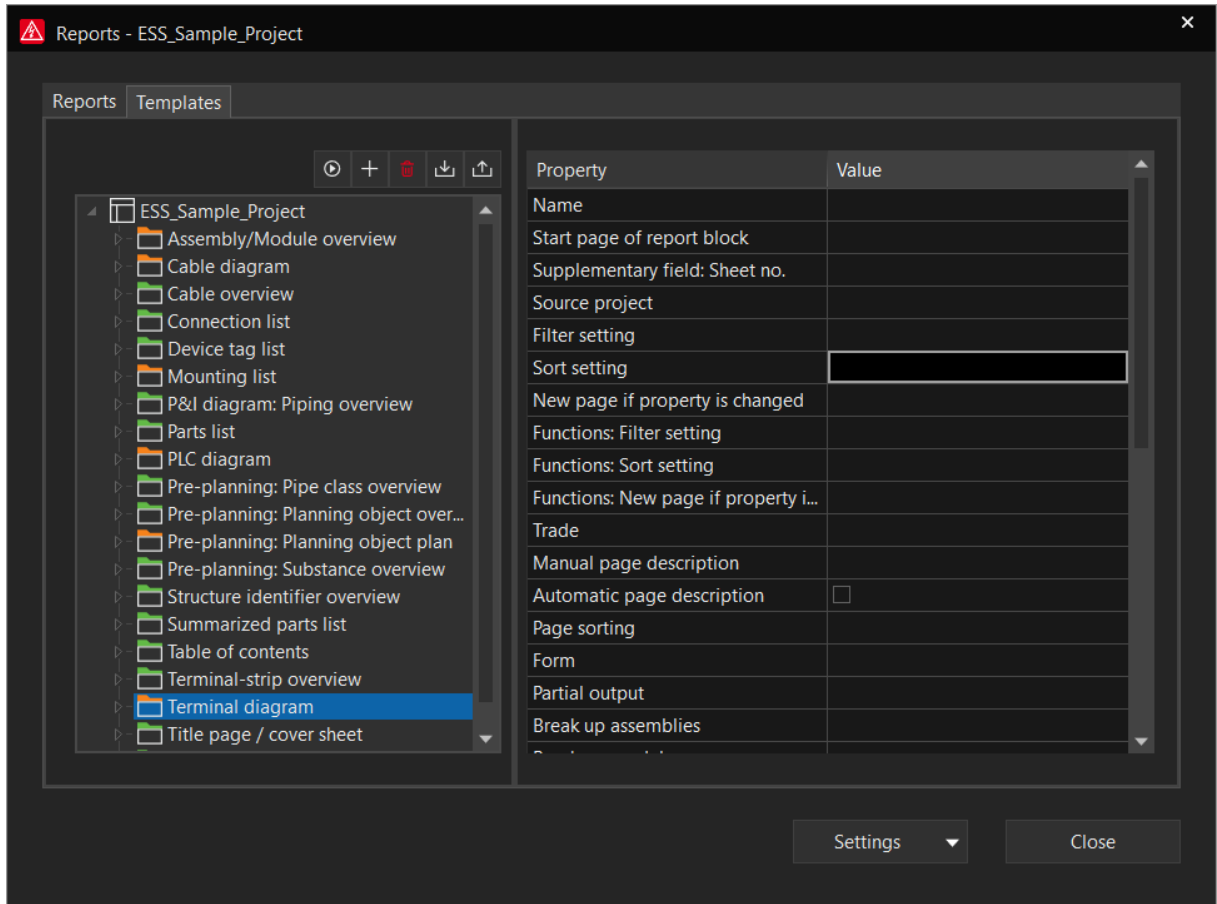 Reports - ESS_Sample_Project
Reports
Templates
ESS_Sample_Project
Assembly/Module overview
Cable diagram
Cable overview
Connection list
Device tag list
Mounting list
P&I diagram: Piping overview
Parts list
PLC diagram
Pre-planning: Pipe class overview
Pre-planning: Planning object over...
Pre-planning: Planning object plan
Pre-planning: Substance overview
Structure identifier overview
Summarized parts list
Table of contents
Terminal-strip overview
Terminal diagram
Title page / cover sheet
Property Value
Name
Start page of report block
Supplementary field: Sheet no.
Source project
Filter setting
Sort setting
New page if property is changed
Functions: Filter setting
Functions: Sort setting
Functions: New page if property i...
Trade
Manual page description
Automatic page description
Page sorting
Form
Partial output
Break up assemblies
Settings
Close